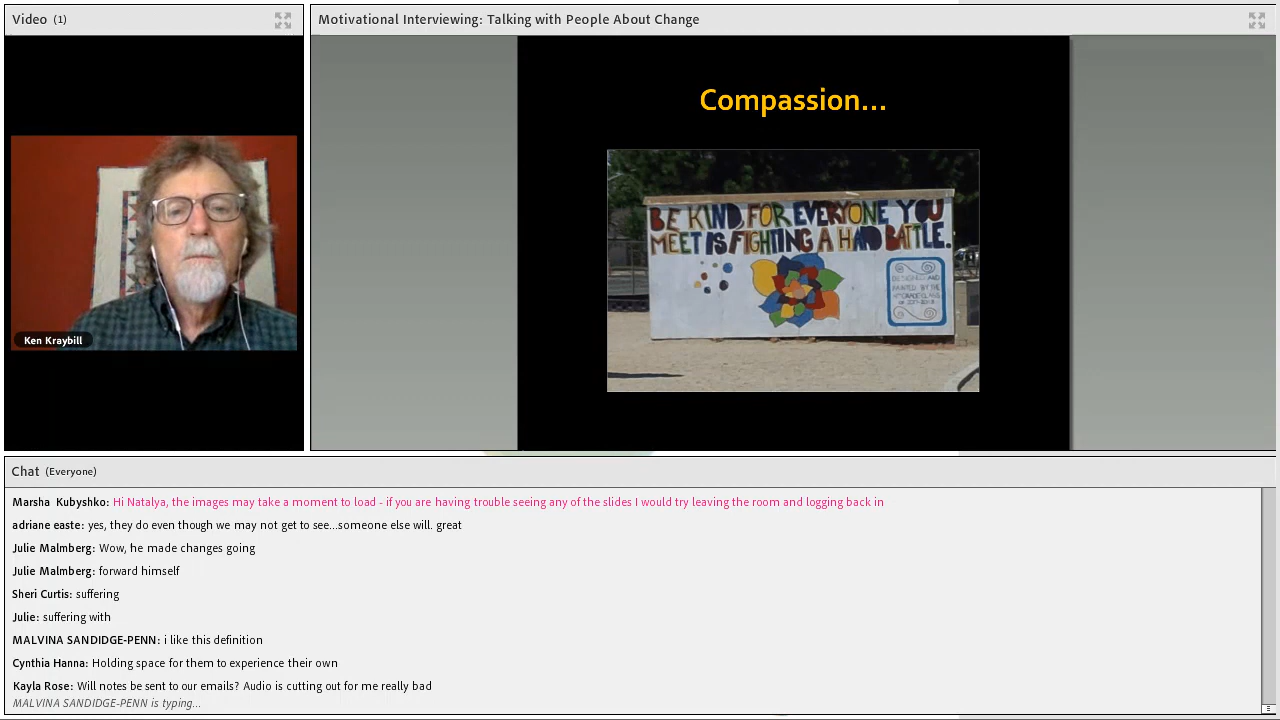 Video (1)
Motivational Interviewing: Talking with People About Change
Compassion...
BE KIND, FOR EVERYONE YOU
MEET IS FIGHTING A HARD BATTLE.
DESIGNED AND
PAINTED BY THE
Ken Kraybill
Chat (Everyone)
Marsha Kubyshko: Hi Natalya, the images may take a moment to load - if you are having trouble seeing any of the slides I would try leaving the room and logging back in
adriane easte: yes, they do even though we may not get to see...someone else will. great
Julie Malmberg: Wow, he made changes going
Julie Malmberg: forward himself
Sheri Curtis: suffering
Julie: suffering with
MALVINA SANDIDGE-PENN: i like this definition
Cynthia Hanna: Holding space for them to experience their own
Kayla Rose: Will notes be sent to our emails? Audio is cutting out for me really bad
MALVINA SANDIDGE-PENN is typing...